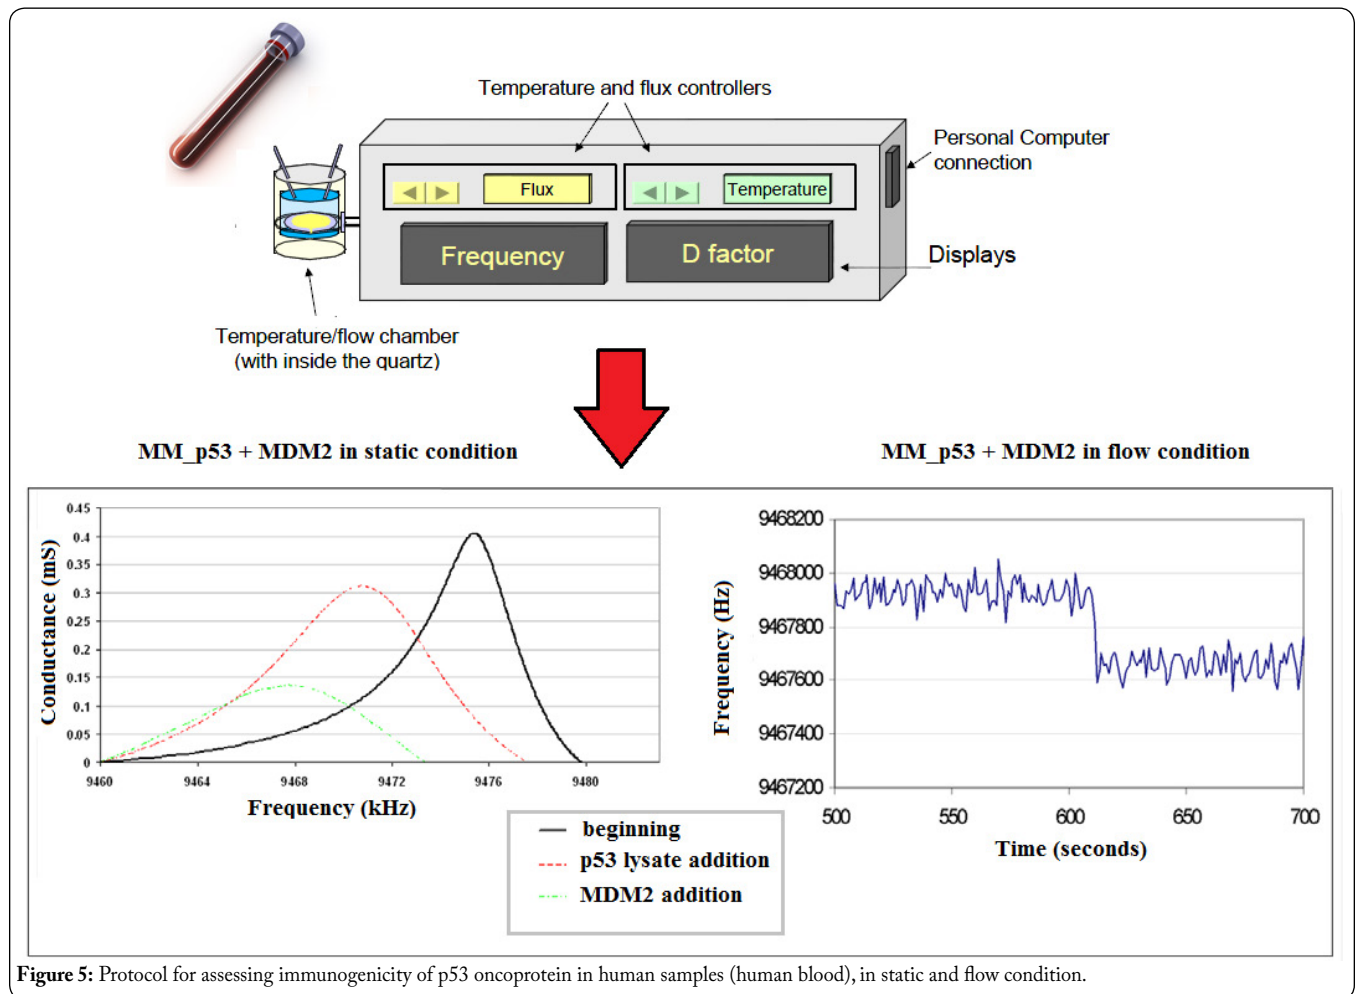 Temperature and flux controllers
Personal Computer
connection
Flux
Temperature
Frequency
D factor
Displays
Temperature/flow chamber
(with inside the quartz)
MM_p53 + MDM2 in static condition
MM_p53 + MDM2 in flow condition
Conductance (mS)
0.45
0.4
0.35
0.3
0.25
0.2
0.15
0.1
0.05
0
9460
9464
9468
9472
9476
9480
Frequency (kHz)
Frequency (Hz)
9468200
9468000
9467800
9467600
9467400
9467200
500
550
600
650
700
Time (seconds)
beginning
p53 lysate addition
MDM2 addition
Figure 5: Protocol for assessing immunogenicity of p53 oncoprotein in human samples (human blood), in static and flow condition.